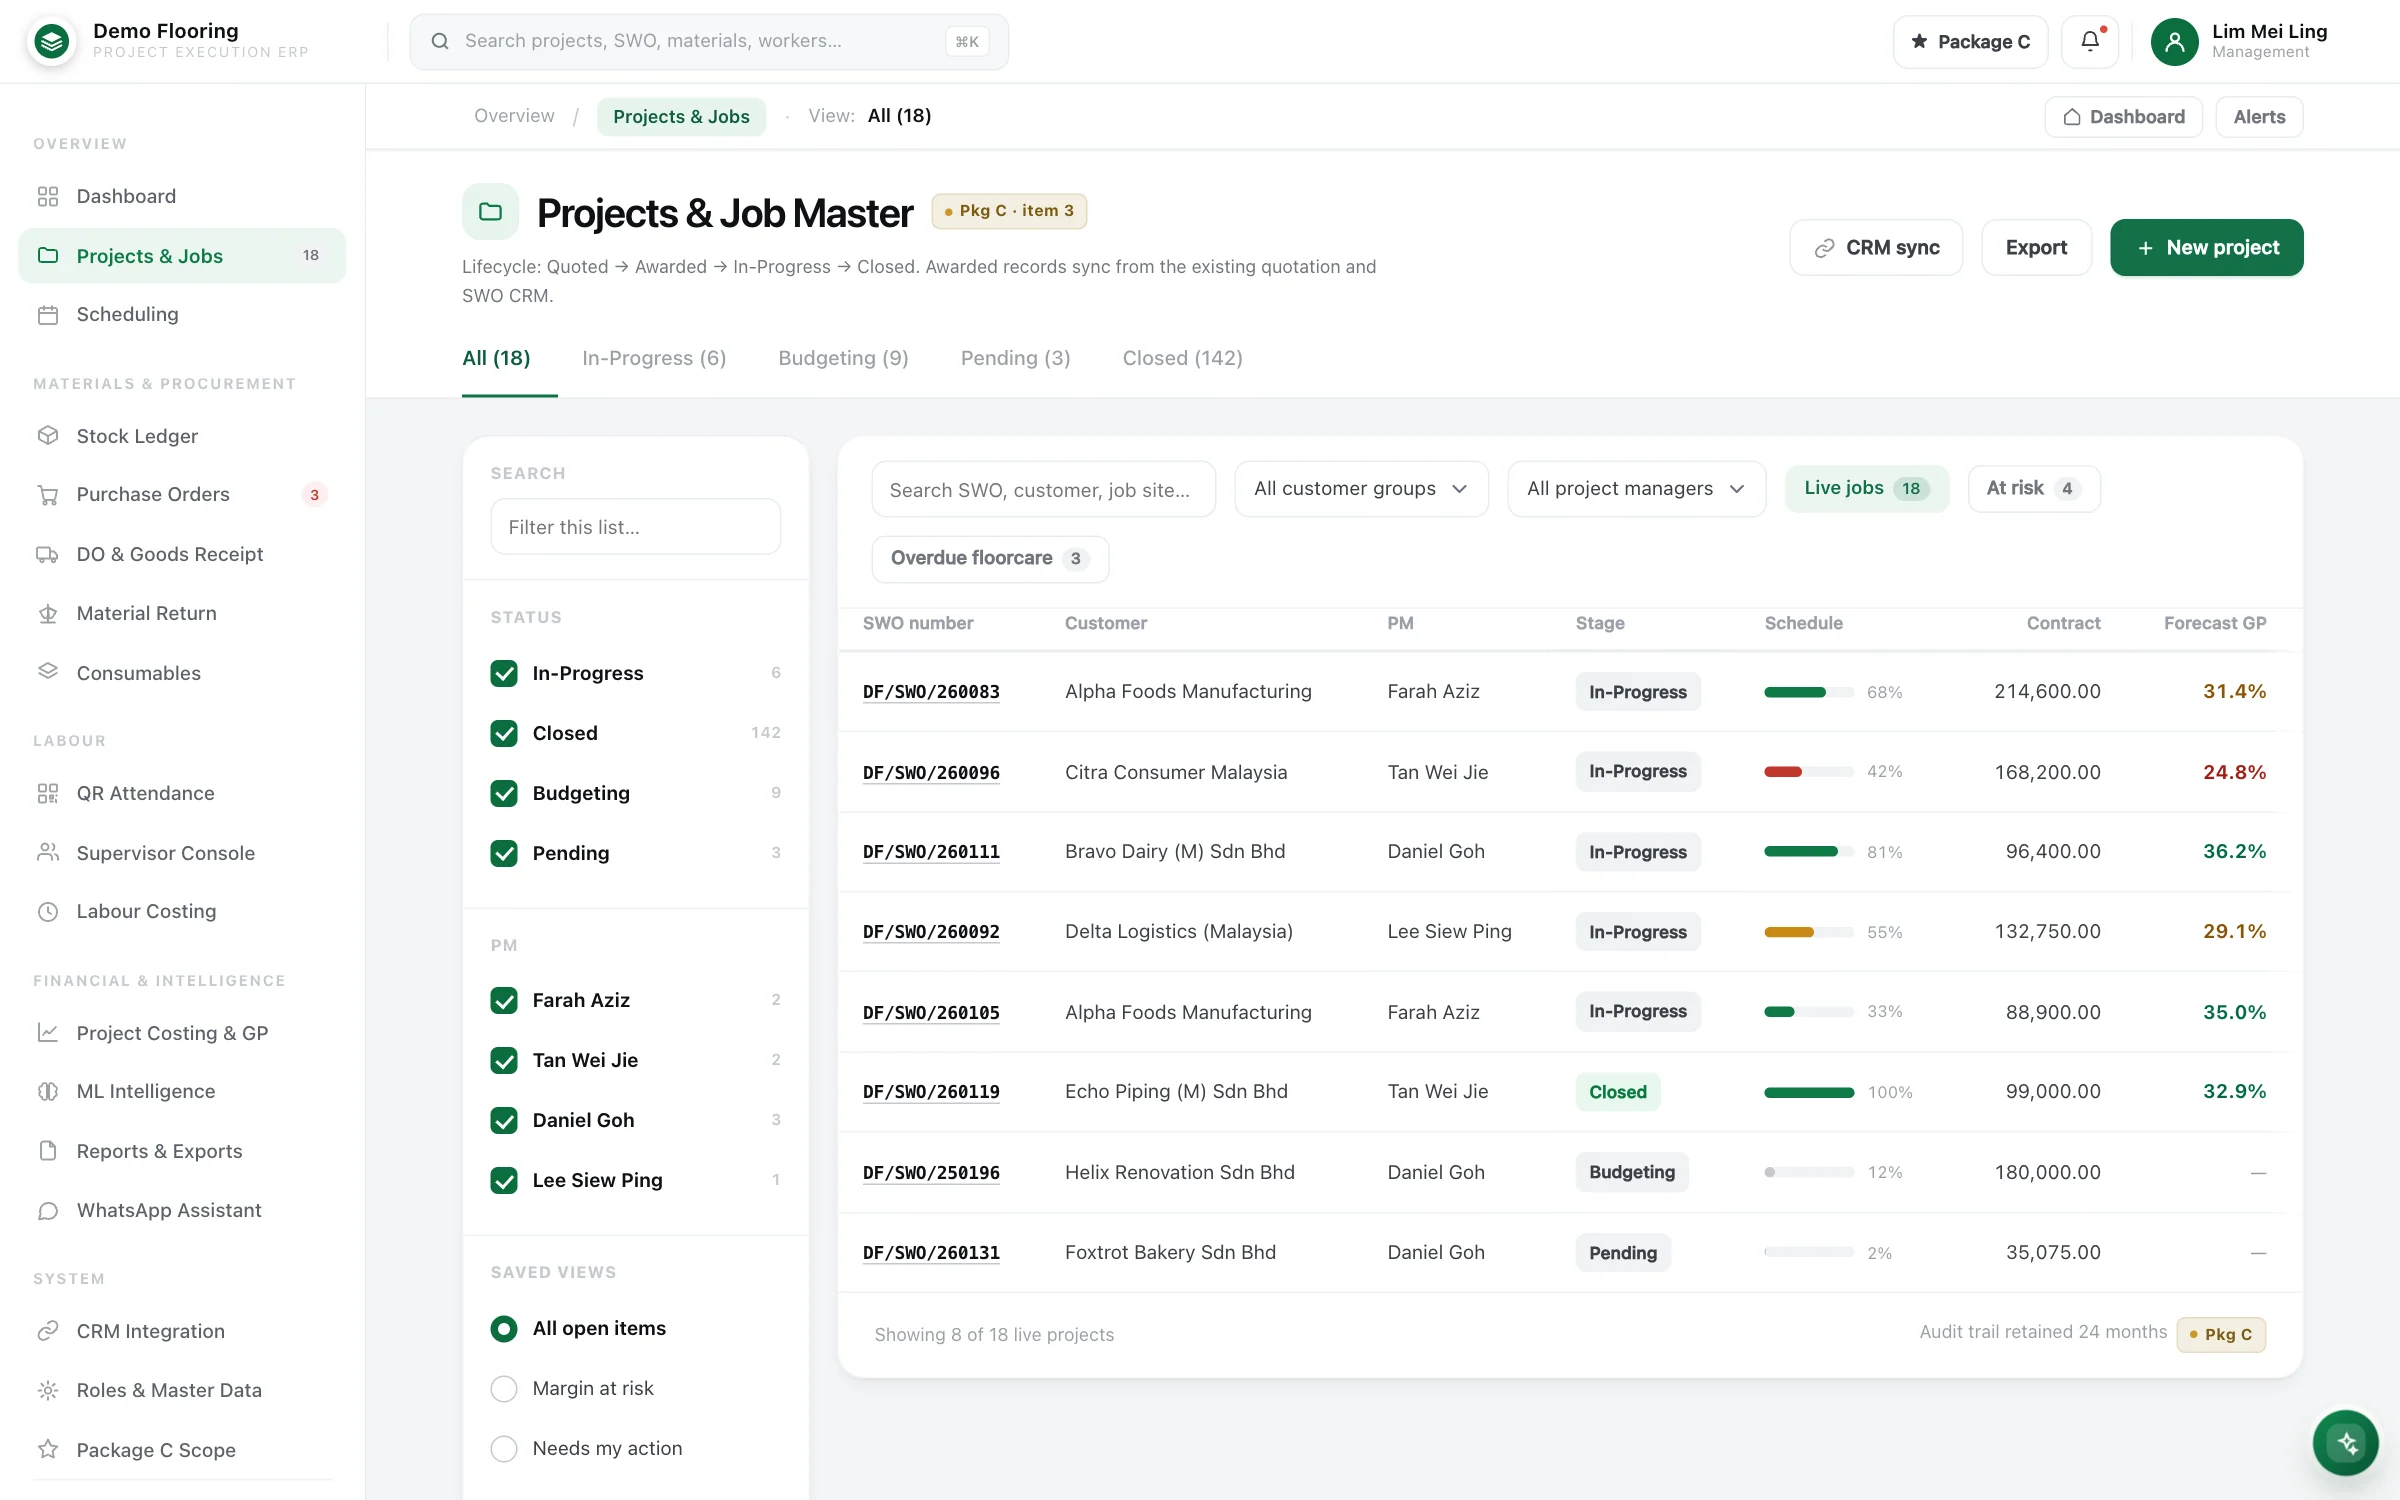 Demo Flooring
PROJECT EXECUTION ERP
Search projects, SWO, materials, workers...
⌘K
Package C
Lim Mei Ling
Management
OVERVIEW
Dashboard
Projects & Jobs 18
Scheduling
MATERIALS & PROCUREMENT
Stock Ledger
Purchase Orders 3
DO & Goods Receipt
Material Return
Consumables
LABOUR
QR Attendance
Supervisor Console
Labour Costing
FINANCIAL & INTELLIGENCE
Project Costing & GP
ML Intelligence
Reports & Exports
WhatsApp Assistant
SYSTEM
CRM Integration
Roles & Master Data
Package C Scope
Overview / Projects & Jobs · View: All (18)
Dashboard
Alerts
Projects & Job Master
Pkg C · item 3
Lifecycle: Quoted → Awarded → In-Progress → Closed. Awarded records sync from the existing quotation and
SWO CRM.
CRM sync
Export
+ New project
All (18) In-Progress (6) Budgeting (9) Pending (3) Closed (142)
SEARCH
Filter this list...
STATUS
In-Progress 6
Closed 142
Budgeting 9
Pending 3
PM
Farah Aziz 2
Tan Wei Jie 2
Daniel Goh 3
Lee Siew Ping 1
SAVED VIEWS
All open items
Margin at risk
Needs my action
Search SWO, customer, job site...
All customer groups
All project managers
Live jobs 18
At risk 4
Overdue floorcare 3
SWO number Customer PM Stage Schedule Contract Forecast GP
DF/SWO/260083 Alpha Foods Manufacturing Farah Aziz In-Progress 68% 214,600.00 31.4%
DF/SWO/260096 Citra Consumer Malaysia Tan Wei Jie In-Progress 42% 168,200.00 24.8%
DF/SWO/260111 Bravo Dairy (M) Sdn Bhd Daniel Goh In-Progress 81% 96,400.00 36.2%
DF/SWO/260092 Delta Logistics (Malaysia) Lee Siew Ping In-Progress 55% 132,750.00 29.1%
DF/SWO/260105 Alpha Foods Manufacturing Farah Aziz In-Progress 33% 88,900.00 35.0%
DF/SWO/260119 Echo Piping (M) Sdn Bhd Tan Wei Jie Closed 100% 99,000.00 32.9%
DF/SWO/250196 Helix Renovation Sdn Bhd Daniel Goh Budgeting 12% 180,000.00 —
DF/SWO/260131 Foxtrot Bakery Sdn Bhd Daniel Goh Pending 2% 35,075.00 —
Showing 8 of 18 live projects
Audit trail retained 24 months
Pkg C